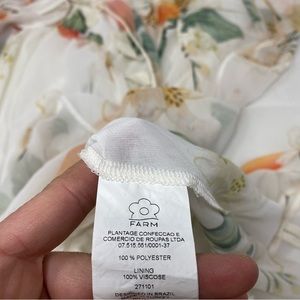 FARM
PLANTAGE CONFECCAO E
COMERCIO DE ROUPAS LTDA
07.516.561/0001-37
100 % POLYESTER
LINING
100% VISCOSE
271101
DESIGNED IN BRAZIL